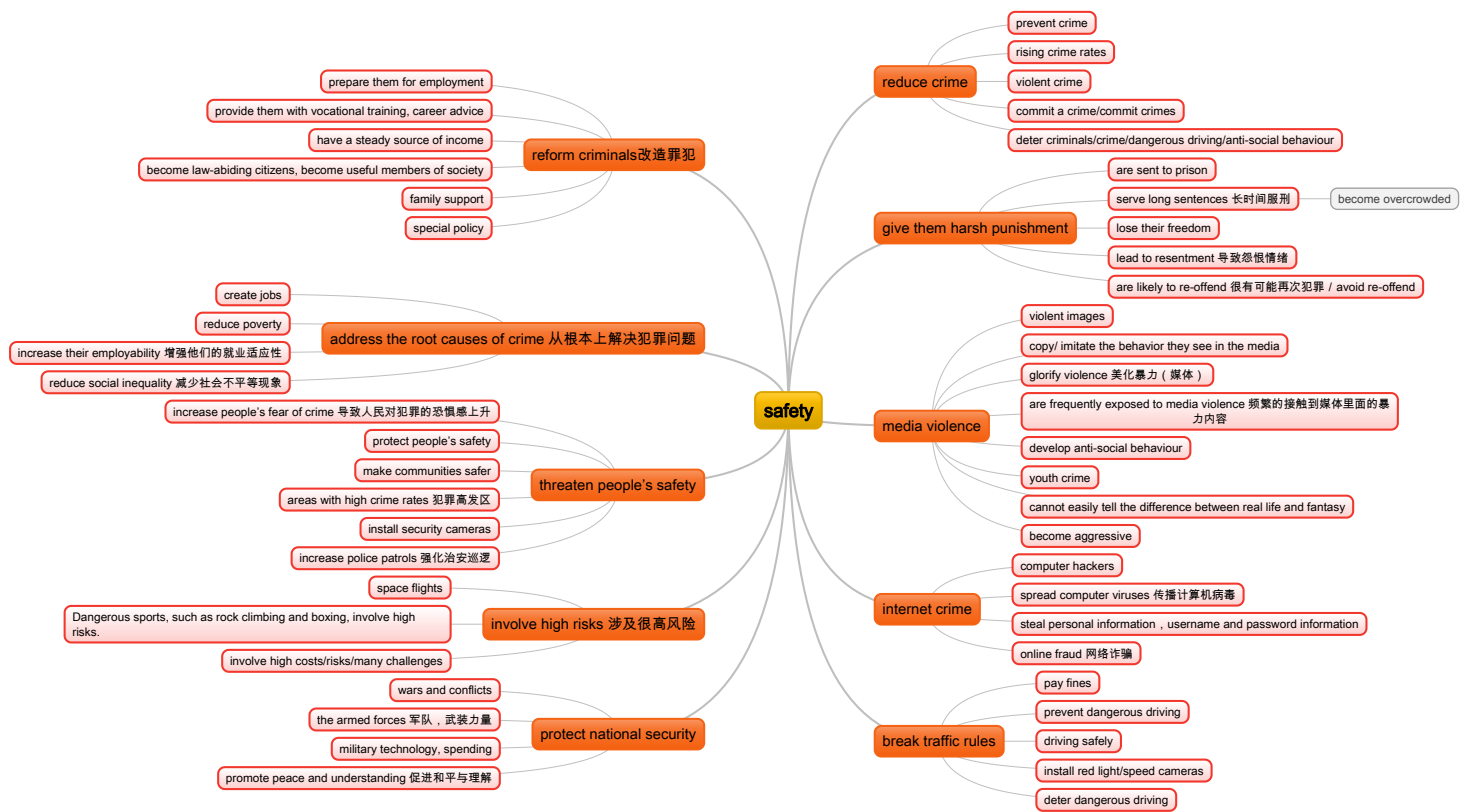 safety
reduce crime
prevent crime
rising crime rates
violent crime
commit a crime/commit crimes
deter criminals/crime/dangerous driving/anti-social behaviour
give them harsh punishment
are sent to prison
serve long sentences 长时间服刑
become overcrowded
lose their freedom
lead to resentment 导致怨恨情绪
are likely to re-offend 很有可能再次犯罪 / avoid re-offend
media violence
violent images
copy/ imitate the behavior they see in the media
glorify violence 美化暴力（媒体）
are frequently exposed to media violence 频繁的接触到媒体里面的暴
力内容
develop anti-social behaviour
youth crime
cannot easily tell the difference between real life and fantasy
become aggressive
internet crime
computer hackers
spread computer viruses 传播计算机病毒
steal personal information，username and password information
online fraud 网络诈骗
break traffic rules
pay fines
prevent dangerous driving
driving safely
install red light/speed cameras
deter dangerous driving
reform criminals改造罪犯
prepare them for employment
provide them with vocational training, career advice
have a steady source of income
become law-abiding citizens, become useful members of society
family support
special policy
address the root causes of crime 从根本上解决犯罪问题
create jobs
reduce poverty
increase their employability 增强他们的就业适应性
reduce social inequality 减少社会不平等现象
threaten people's safety
increase people's fear of crime 导致人民对犯罪的恐惧感上升
protect people's safety
make communities safer
areas with high crime rates 犯罪高发区
install security cameras
increase police patrols 强化治安巡逻
involve high risks 涉及很高风险
space flights
Dangerous sports, such as rock climbing and boxing, involve high
risks.
involve high costs/risks/many challenges
protect national security
wars and conflicts
the armed forces 军队，武装力量
military technology, spending
promote peace and understanding 促进和平与理解